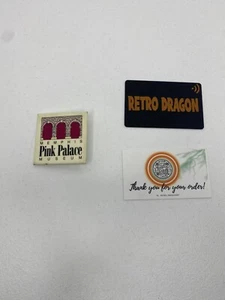 MEMPHIS
Pink Palace
MUSEUM
RETRO DRAGON
Thank you for your order!